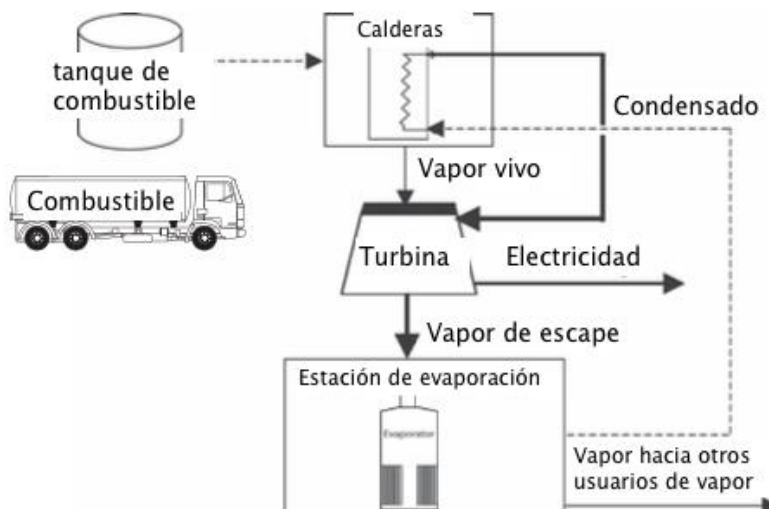 Calderas
tanque de
combustible
Condensado
Vapor vivo
Combustible
Turbina
Electricidad
Vapor de escape
Estación de evaporación
Evaporator
Vapor hacia otros
usuarios de vapor